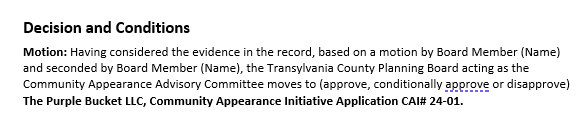 Decision and Conditions
Motion: Having considered the evidence in the record, based on a motion by Board Member (Name)
and seconded by Board Member (Name), the Transylvania County Planning Board acting as the
Community Appearance Advisory Committee moves to (approve, conditionally approve or disapprove)
The Purple Bucket LLC, Community Appearance Initiative Application CAI# 24-01.